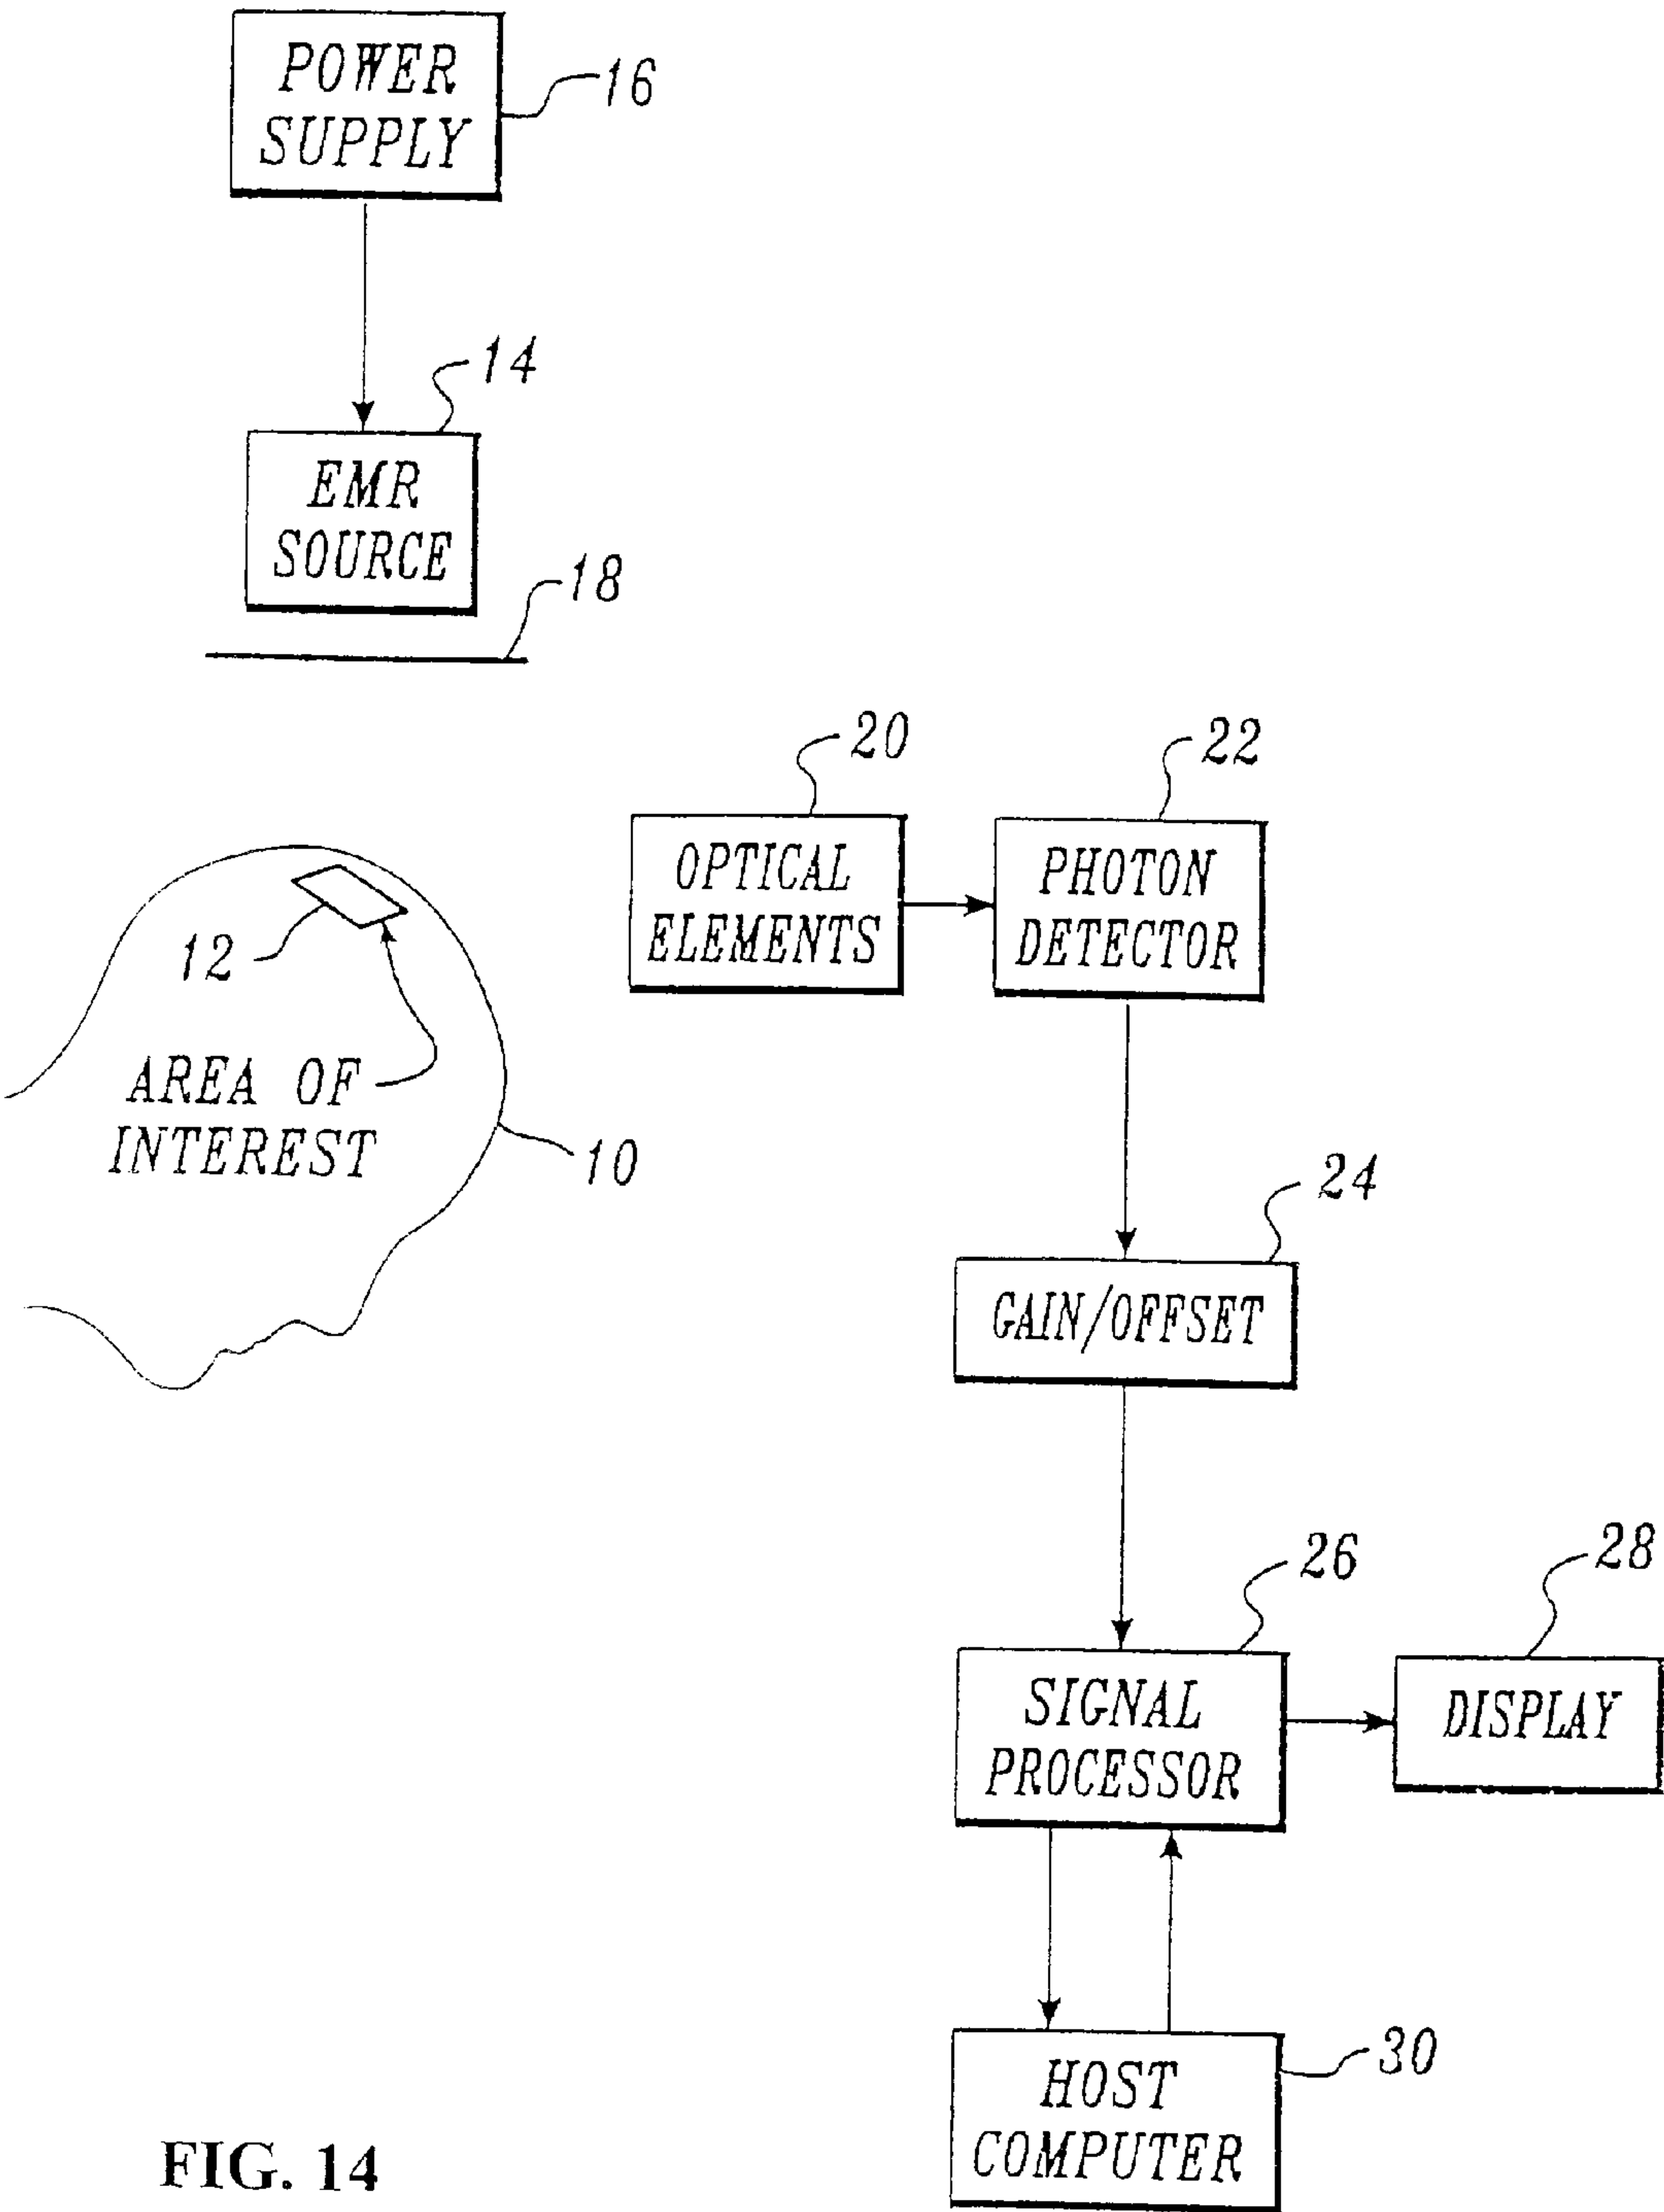 POWER
SUPPLY
16
14
EMR
SOURCE
18
20
22
OPTICAL
ELEMENTS
PHOTON
DETECTOR
12
AREA OF
INTEREST
10
24
GAIN/OFFSET
26
28
SIGNAL
PROCESSOR
DISPLAY
30
HOST
COMPUTER
FIG. 14